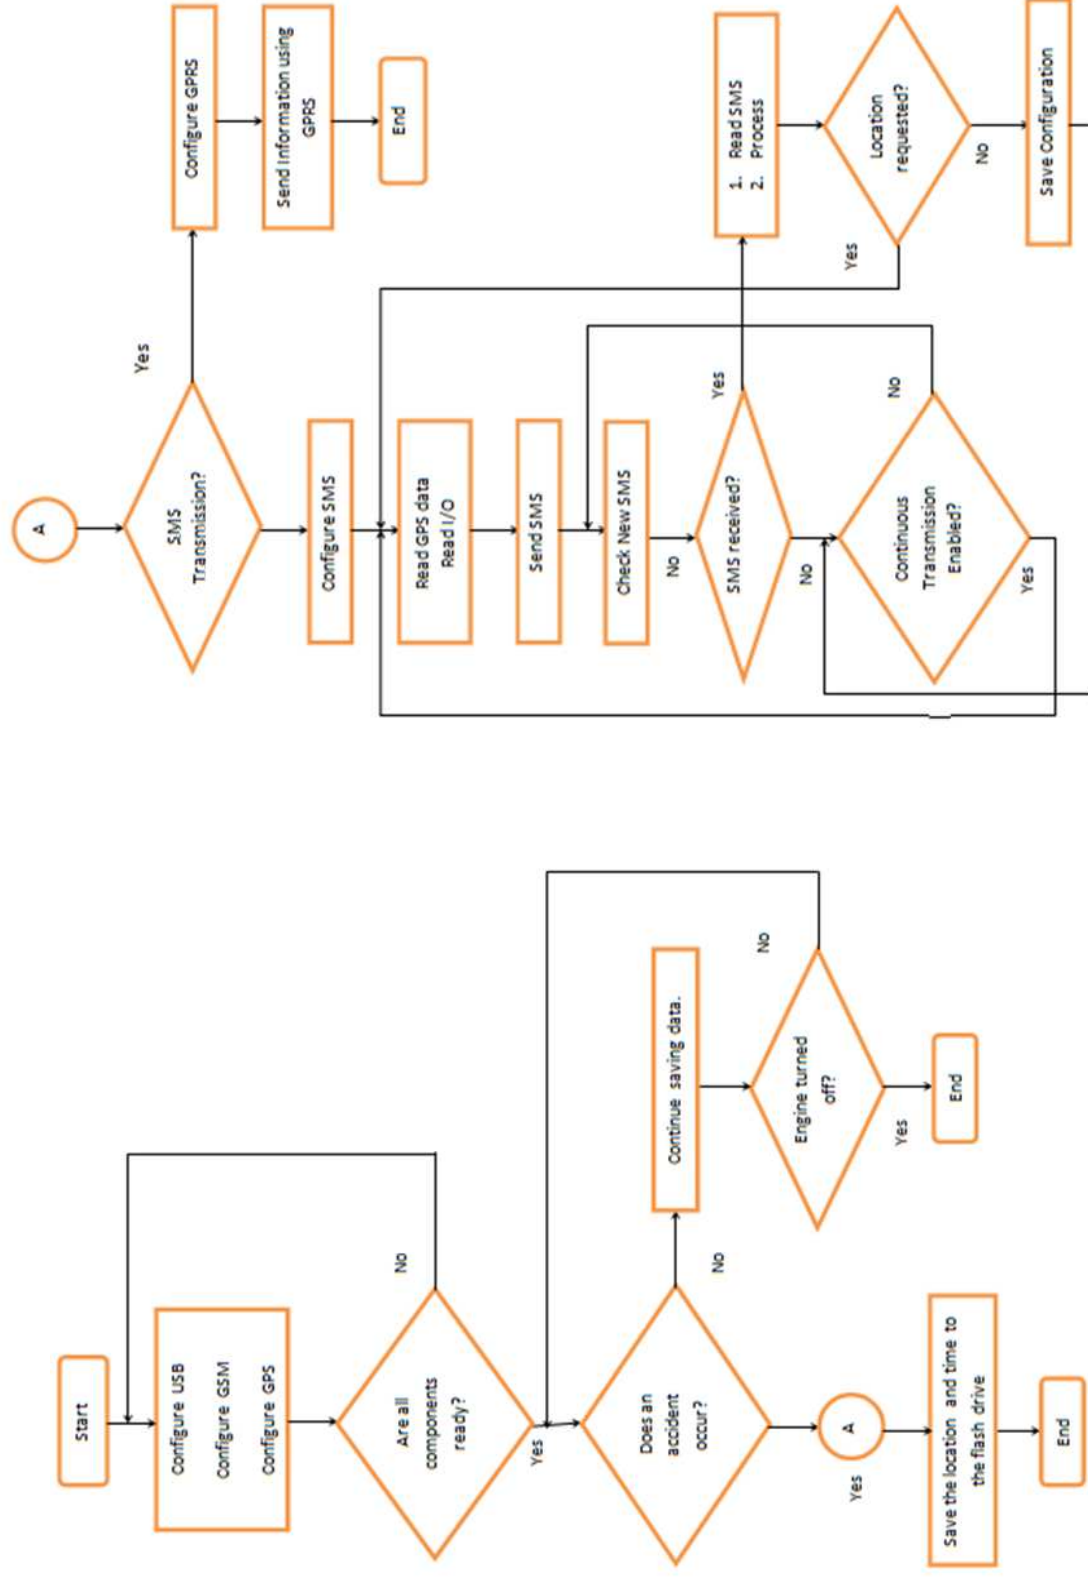 Start
Configure USB
Configure GSM
Configure GPS
Are all
components
ready?
No
Yes
Does an
accident
occur?
No
Continue saving data.
Engine turned
off?
No
Yes
End
Yes
A
Save the location and time to
the flash drive
End
A
SMS
Transmission?
Yes
Configure GPRS
Send Information using
GPRS
End
Configure SMS
Read GPS data
Read I/O
Send SMS
Check New SMS
No
SMS received?
Yes
1. Read SMS
2. Process
Location
requested?
Yes
No
Save Configuration
No
Continuous
Transmission
Enabled?
No
Yes